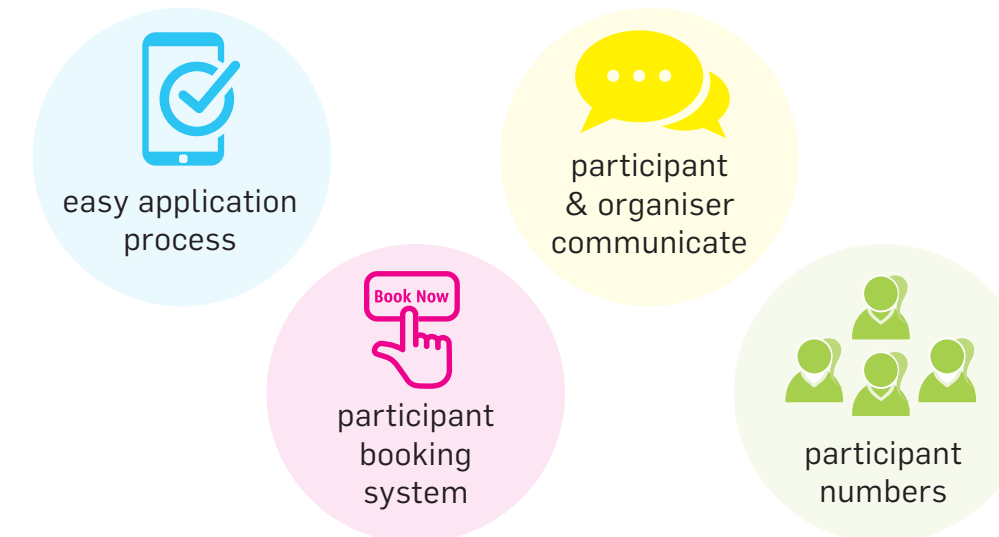 easy application
process
Book Now
participant
booking
system
participant
& organiser
communicate
participant
numbers